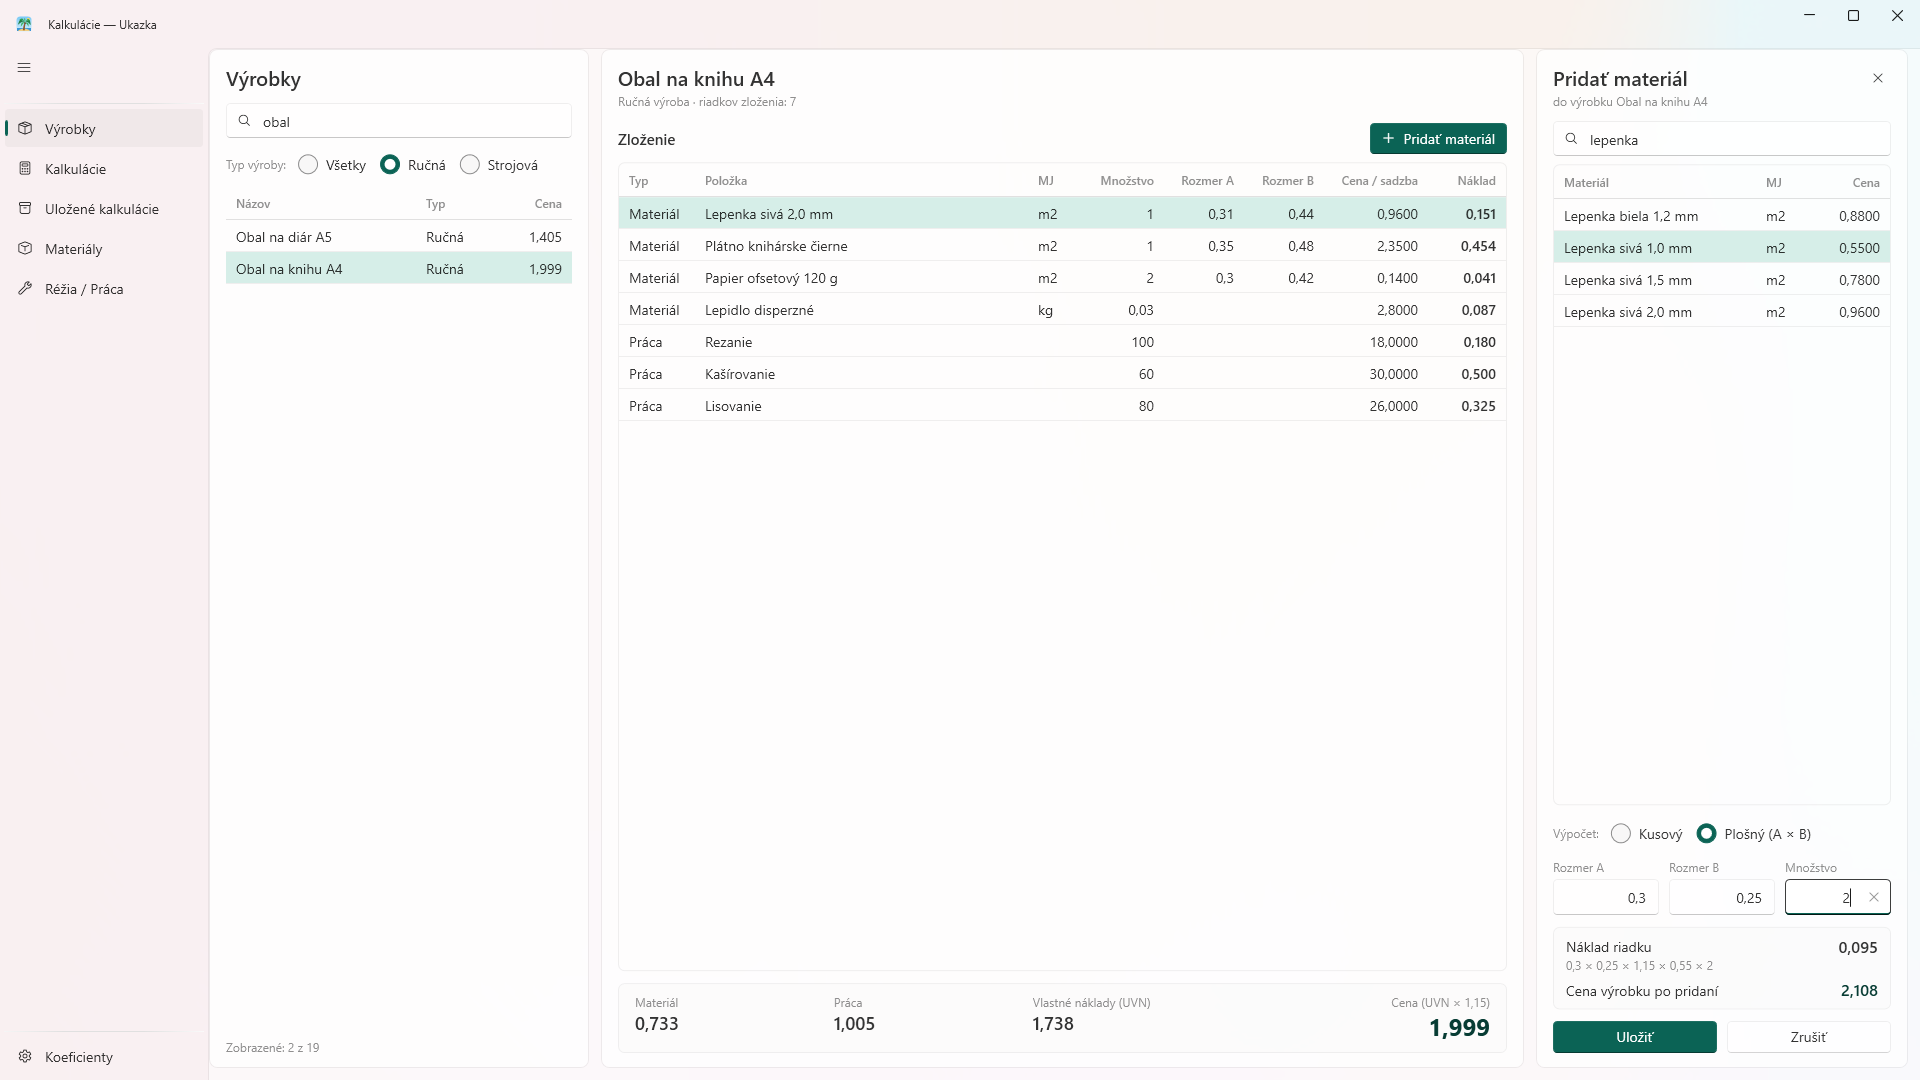 Kalkulácie — Ukazka
Výrobky
Kalkulácie
Uložené kalkulácie
Materiály
Réžia / Práca
Koeficienty
Výrobky
obal
Typ výroby: Všetky Ručná Strojová
Názov Typ Cena
Obal na diár A5 Ručná 1,405
Obal na knihu A4 Ručná 1,999
Zobrazené: 2 z 19
Obal na knihu A4
Ručná výroba · riadkov zloženia: 7
Zloženie
Pridať materiál
Typ Položka MJ Množstvo Rozmer A Rozmer B Cena / sadzba Náklad
Materiál Lepenka sivá 2,0 mm m2 1 0,31 0,44 0,9600 0,151
Materiál Plátno knihárske čierne m2 1 0,35 0,48 2,3500 0,454
Materiál Papier ofsetový 120 g m2 2 0,3 0,42 0,1400 0,041
Materiál Lepidlo disperzné kg 0,03 2,8000 0,087
Práca Rezanie 100 18,0000 0,180
Práca Kašírovanie 60 30,0000 0,500
Práca Lisovanie 80 26,0000 0,325
Materiál Práca Vlastné náklady (UVN) Cena (UVN × 1,15)
0,733 1,005 1,738 1,999
Pridať materiál
do výrobku Obal na knihu A4
lepenka
Materiál MJ Cena
Lepenka biela 1,2 mm m2 0,8800
Lepenka sivá 1,0 mm m2 0,5500
Lepenka sivá 1,5 mm m2 0,7800
Lepenka sivá 2,0 mm m2 0,9600
Výpočet: Kusový Plošný (A × B)
Rozmer A Rozmer B Množstvo
0,3 0,25 2
Náklad riadku 0,095
0,3 × 0,25 × 1,15 × 0,55 × 2
Cena výrobku po pridaní 2,108
Uložiť Zrušiť